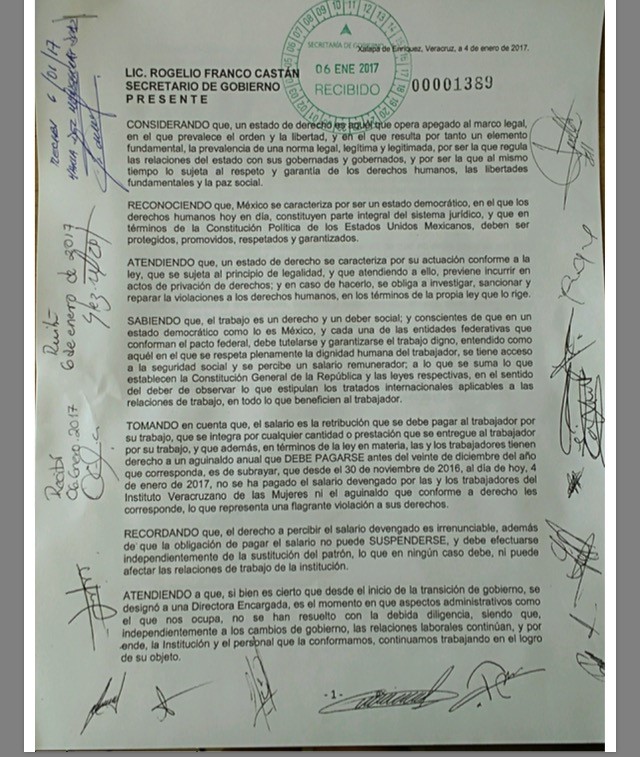 SECRETARÍA DE GOBIERNO
06 ENE 2017
RECIBIDO
Xalapa de Enríquez, Veracruz, a 4 de enero de 2017.
00001389
LIC. ROGELIO FRANCO CASTÁN
SECRETARIO DE GOBIERNO
P R E S E N T E
CONSIDERANDO que, un estado de derecho es aquel que opera apegado al marco legal,
en el que prevalece el orden y la libertad, y en el que resulta por tanto un elemento
fundamental, la prevalencia de una norma legal, legítima y legitimada, por ser la que regula
las relaciones del estado con sus gobernadas y gobernados, y por ser la que al mismo
tiempo lo sujeta al respeto y garantía de los derechos humanos, las libertades
fundamentales y la paz social.
RECONOCIENDO que, México se caracteriza por ser un estado democrático, en el que los
derechos humanos hoy en día, constituyen parte integral del sistema jurídico, y que en
términos de la Constitución Política de los Estados Unidos Mexicanos, deben ser
protegidos, promovidos, respetados y garantizados.
ATENDIENDO que, un estado de derecho se caracteriza por su actuación conforme a la
ley, que se sujeta al principio de legalidad, y que atendiendo a ello, previene incurrir en
actos de privación de derechos; y en caso de hacerlo, se obliga a investigar, sancionar y
reparar la violaciones a los derechos humanos, en los términos de la propia ley que lo rige.
SABIENDO que, el trabajo es un derecho y un deber social; y conscientes de que en un
estado democrático como lo es México, y cada una de las entidades federativas que
conforman el pacto federal, debe tutelarse y garantizarse el trabajo digno, entendido como
aquél en el que se respeta plenamente la dignidad humana del trabajador, se tiene acceso
a la seguridad social y se percibe un salario remunerador; a lo que se suma lo que
establecen la Constitución General de la República y las leyes respectivas, en el sentido
del deber de observar lo que estipulan los tratados internacionales aplicables a las
relaciones de trabajo, en todo lo que beneficien al trabajador.
TOMANDO en cuenta que, el salario es la retribución que se debe pagar al trabajador por
su trabajo, que se integra por cualquier cantidad o prestación que se entregue al trabajador
por su trabajo, y que además, en términos de la ley en materia, las y los trabajadores tienen
derecho a un aguinaldo anual que DEBE PAGARSE antes del veinte de diciembre del año
que corresponda, es de subrayar, que desde el 30 de noviembre de 2016, al día de hoy, 4
de enero de 2017, no se ha pagado el salario devengado por las y los trabajadores del
Instituto Veracruzano de las Mujeres ni el aguinaldo que conforme a derecho les
corresponde, lo que representa una flagrante violación a sus derechos.
RECORDANDO que, el derecho a percibir el salario devengado es irrenunciable, además
de que la obligación de pagar el salario no puede SUSPENDERSE, y debe efectuarse
independientemente de la sustitución del patrón, lo que en ningún caso debe, ni puede
afectar las relaciones de trabajo de la institución.
ATENDIENDO a que, si bien es cierto que desde el inicio de la transición de gobierno, se
designó a una Directora Encargada, es el momento en que aspectos administrativos como
el que nos ocupa, no se han resuelto con la debida diligencia, siendo que,
independientemente a los cambios de gobierno, las relaciones laborales continúan, y por
ende, la Institución y el personal que la conformamos, continuamos trabajando en el logro
de su objeto.
- 1 -
6/01/17
6 de enero de 2017
Recibí
06 enero 2017